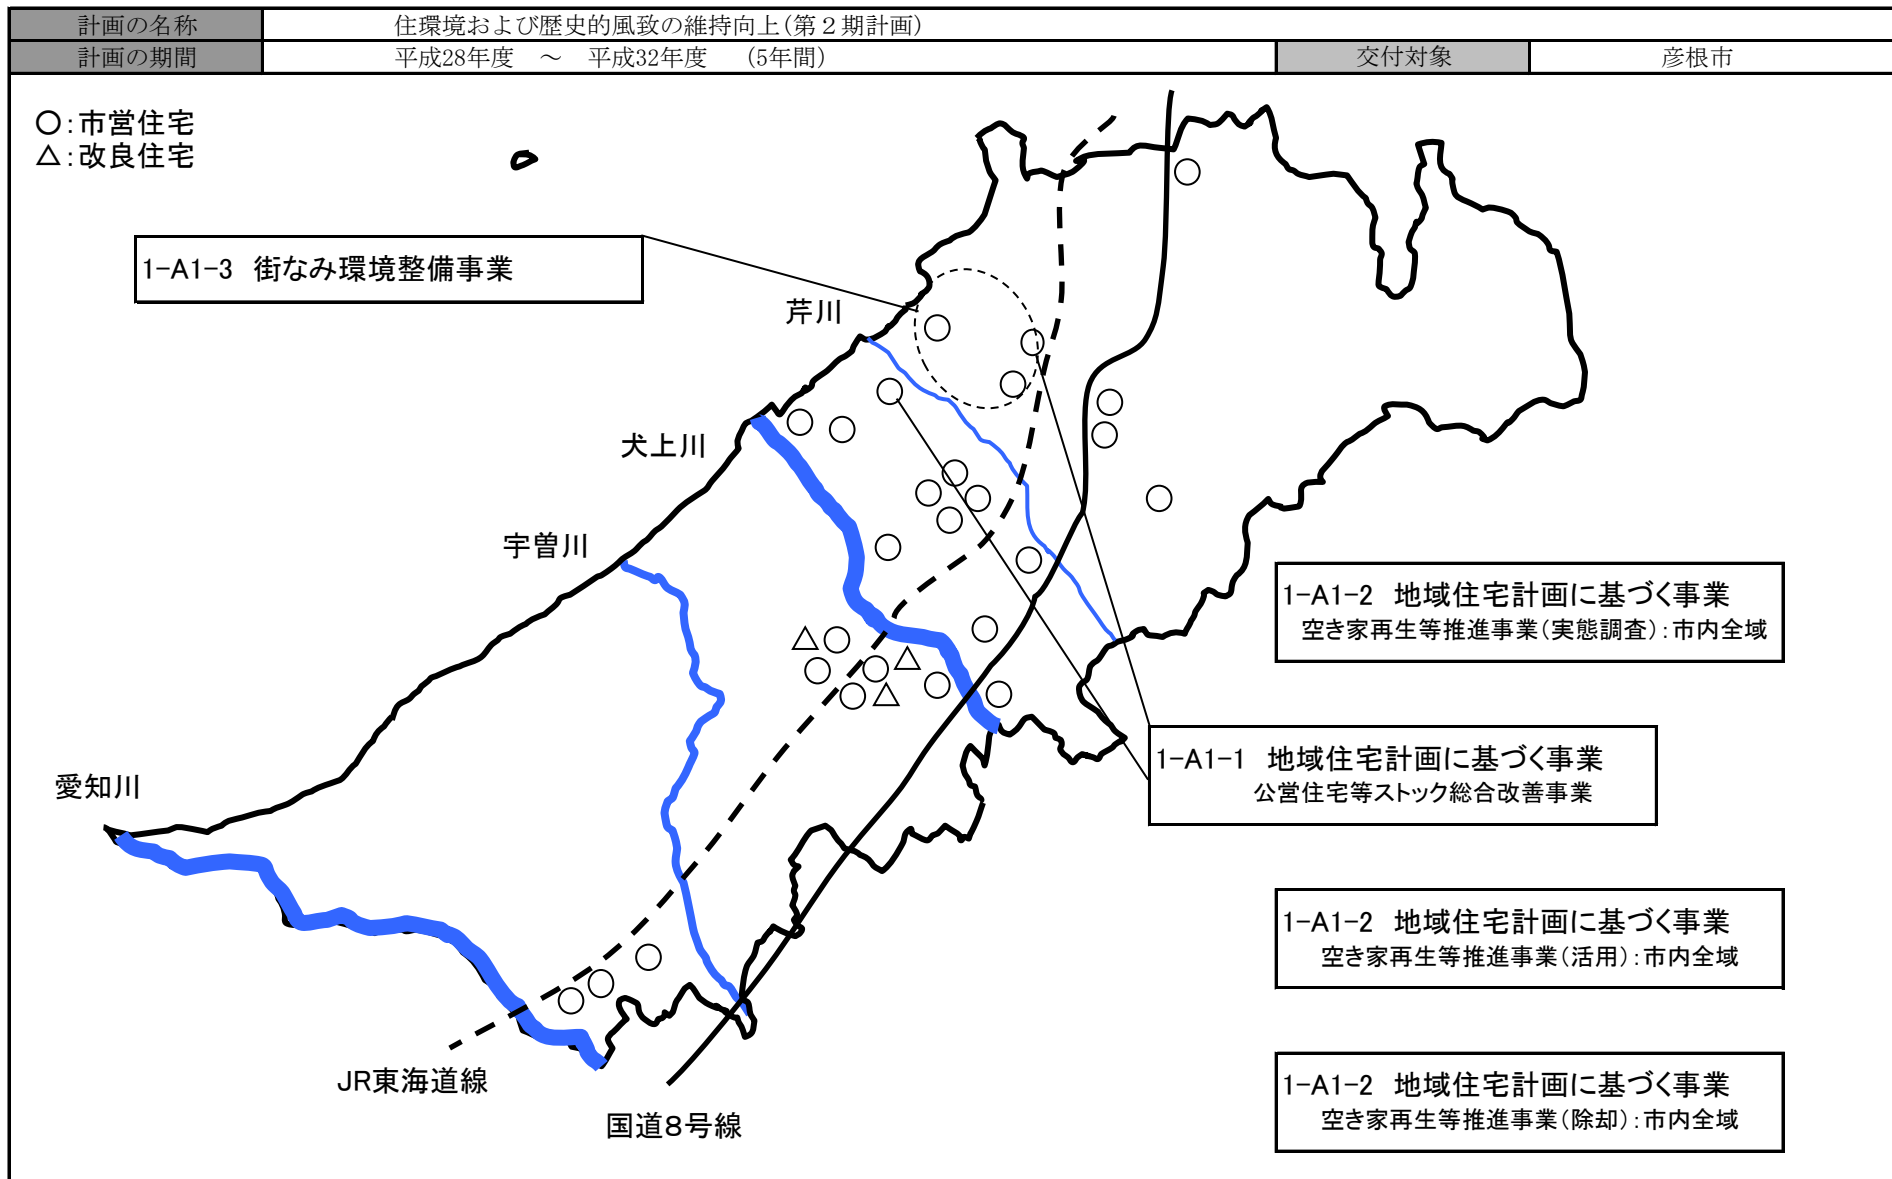 計画の名称 住環境および歴史的風致の維持向上(第2期計画)
計画の期間 平成28年度 ～ 平成32年度 (5年間) 交付対象 彦根市
○：市営住宅
△：改良住宅
1-A1-3 街なみ環境整備事業
芹川
犬上川
宇曽川
1-A1-2 地域住宅計画に基づく事業
空き家再生等推進事業（実態調査）：市内全域
1-A1-1 地域住宅計画に基づく事業
公営住宅等ストック総合改善事業
愛知川
1-A1-2 地域住宅計画に基づく事業
空き家再生等推進事業（活用）：市内全域
JR東海道線
1-A1-2 地域住宅計画に基づく事業
空き家再生等推進事業（除却）：市内全域
国道8号線